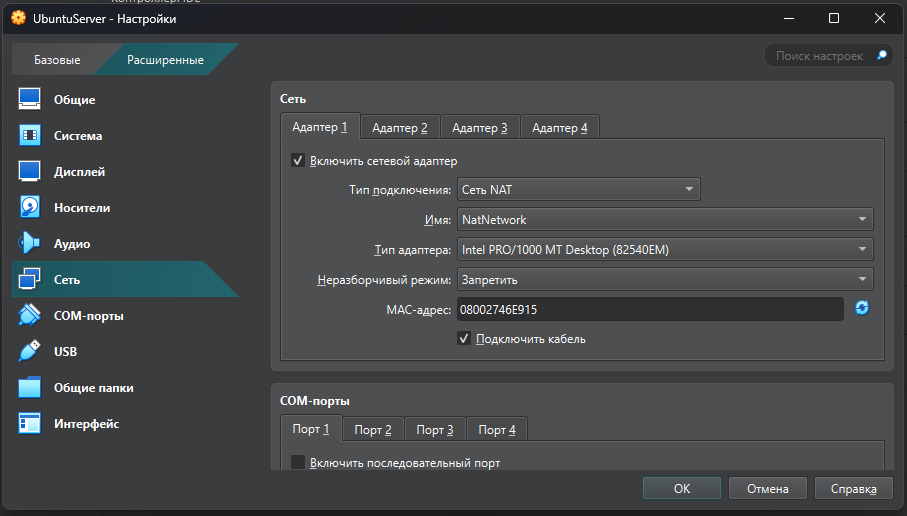 UbuntuServer - Настройки
Базовые Расширенные
Поиск настроек
Общие
Система
Дисплей
Носители
Аудио
Сеть
COM-порты
USB
Общие папки
Интерфейс
Сеть
Адаптер 1 Адаптер 2 Адаптер 3 Адаптер 4
Включить сетевой адаптер
Тип подключения: Сеть NAT
Имя: NatNetwork
Тип адаптера: Intel PRO/1000 MT Desktop (82540EM)
Неразборчивый режим: Запретить
MAC-адрес: 08002746E915
Подключить кабель
COM-порты
Порт 1 Порт 2 Порт 3 Порт 4
Включить последовательный порт
OK Отмена Справка